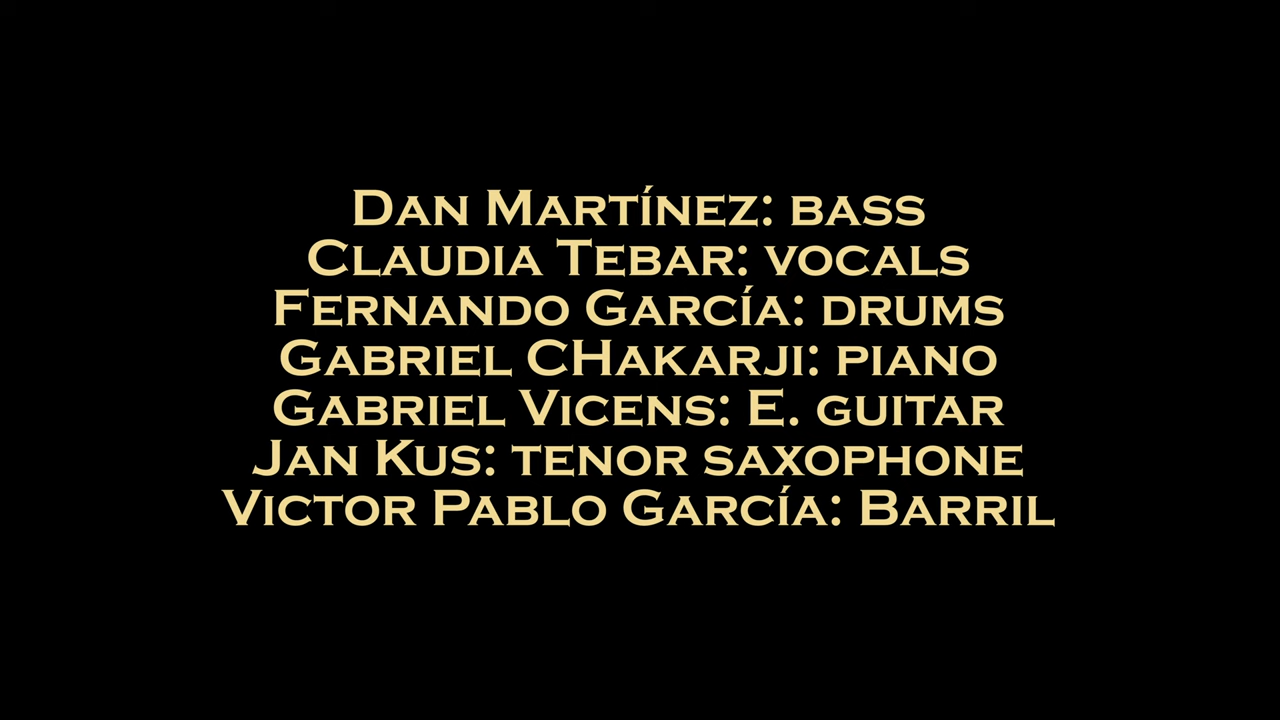 Dan Martínez: bass
Claudia Tebar: vocals
Fernando García: drums
Gabriel CHakarji: piano
Gabriel Vicens: E. guitar
Jan Kus: tenor saxophone
Victor Pablo García: Barril